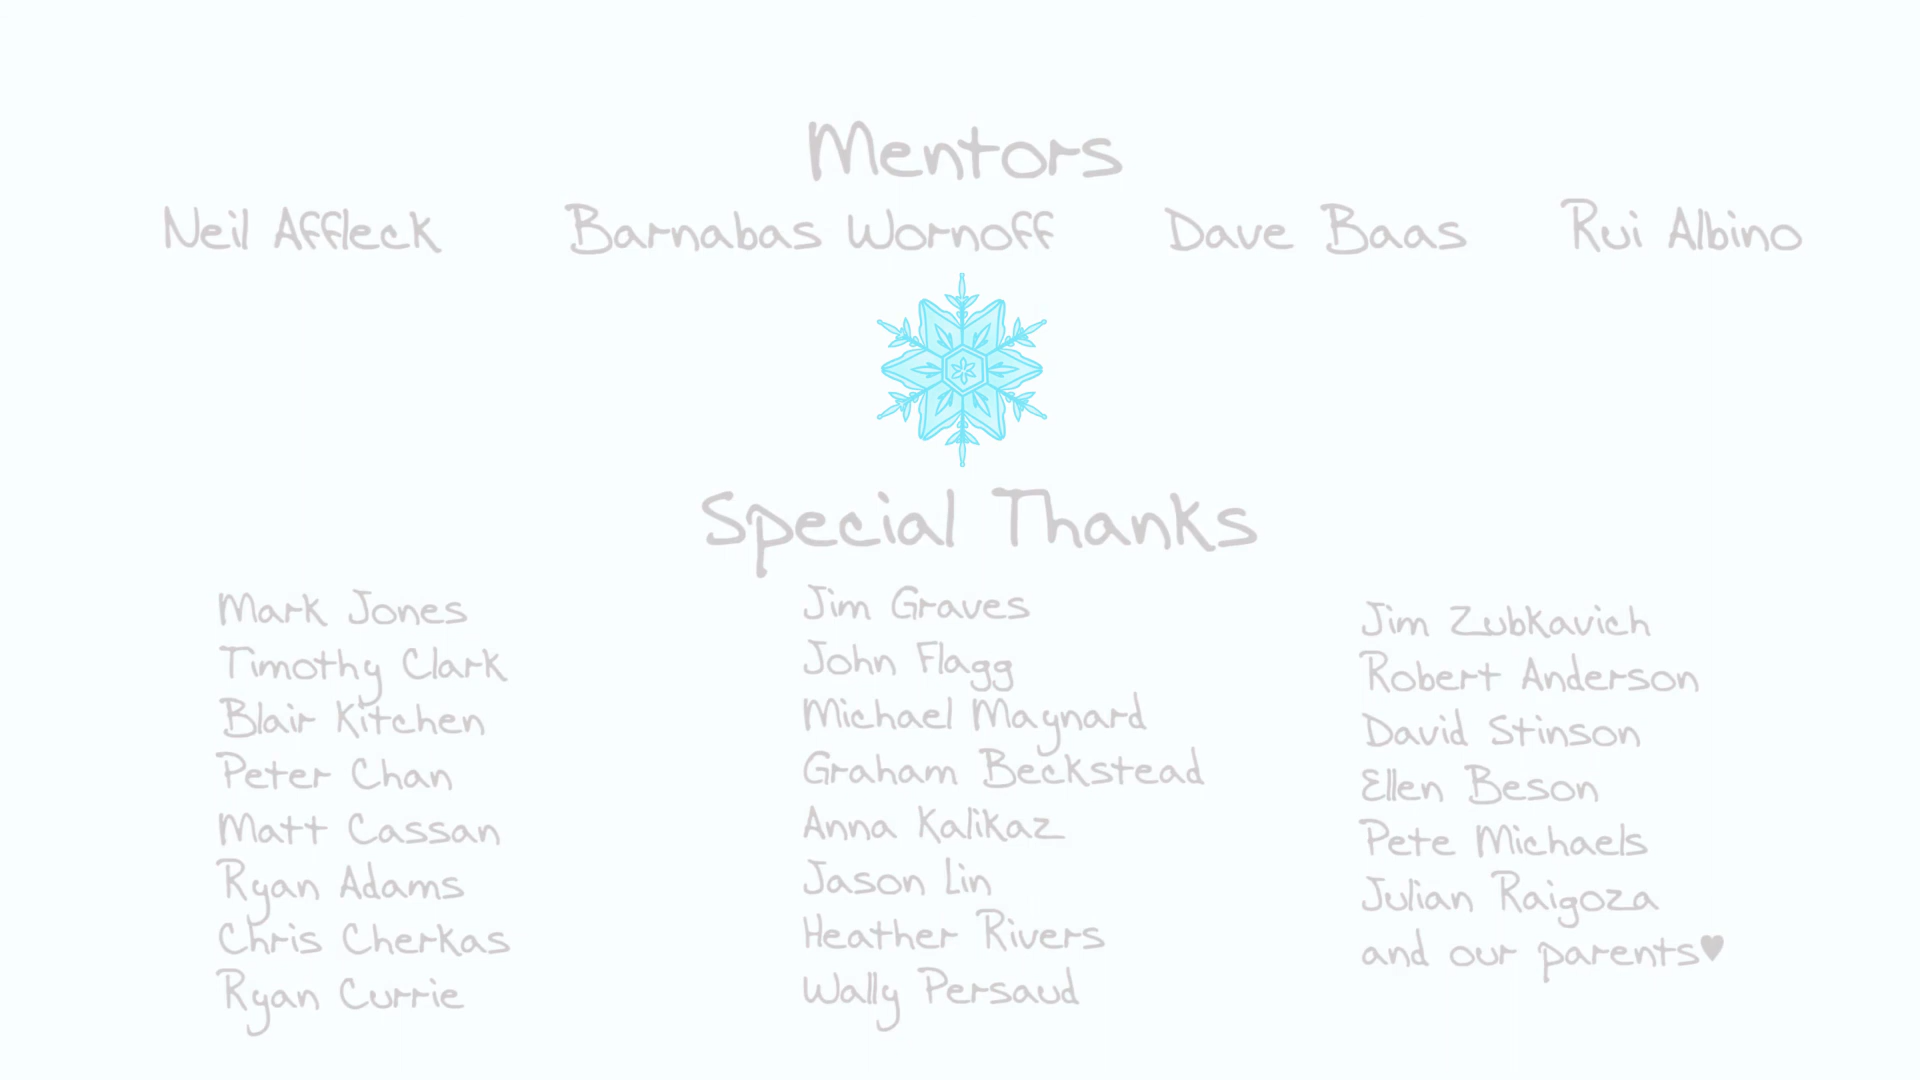 Mentors
Neil Affleck Barnabas Wornoff Dave Baas Rui Albino
Special Thanks
Mark Jones
Timothy Clark
Blair Kitchen
Peter Chan
Matt Cassan
Ryan Adams
Chris Cherkas
Ryan Currie
Jim Graves
John Flagg
Michael Maynard
Graham Beckstead
Anna Kalikaz
Jason Lin
Heather Rivers
Wally Persaud
Jim Zubkavich
Robert Anderson
David Stinson
Ellen Beson
Pete Michaels
Julian Raigoza
and our parents♥